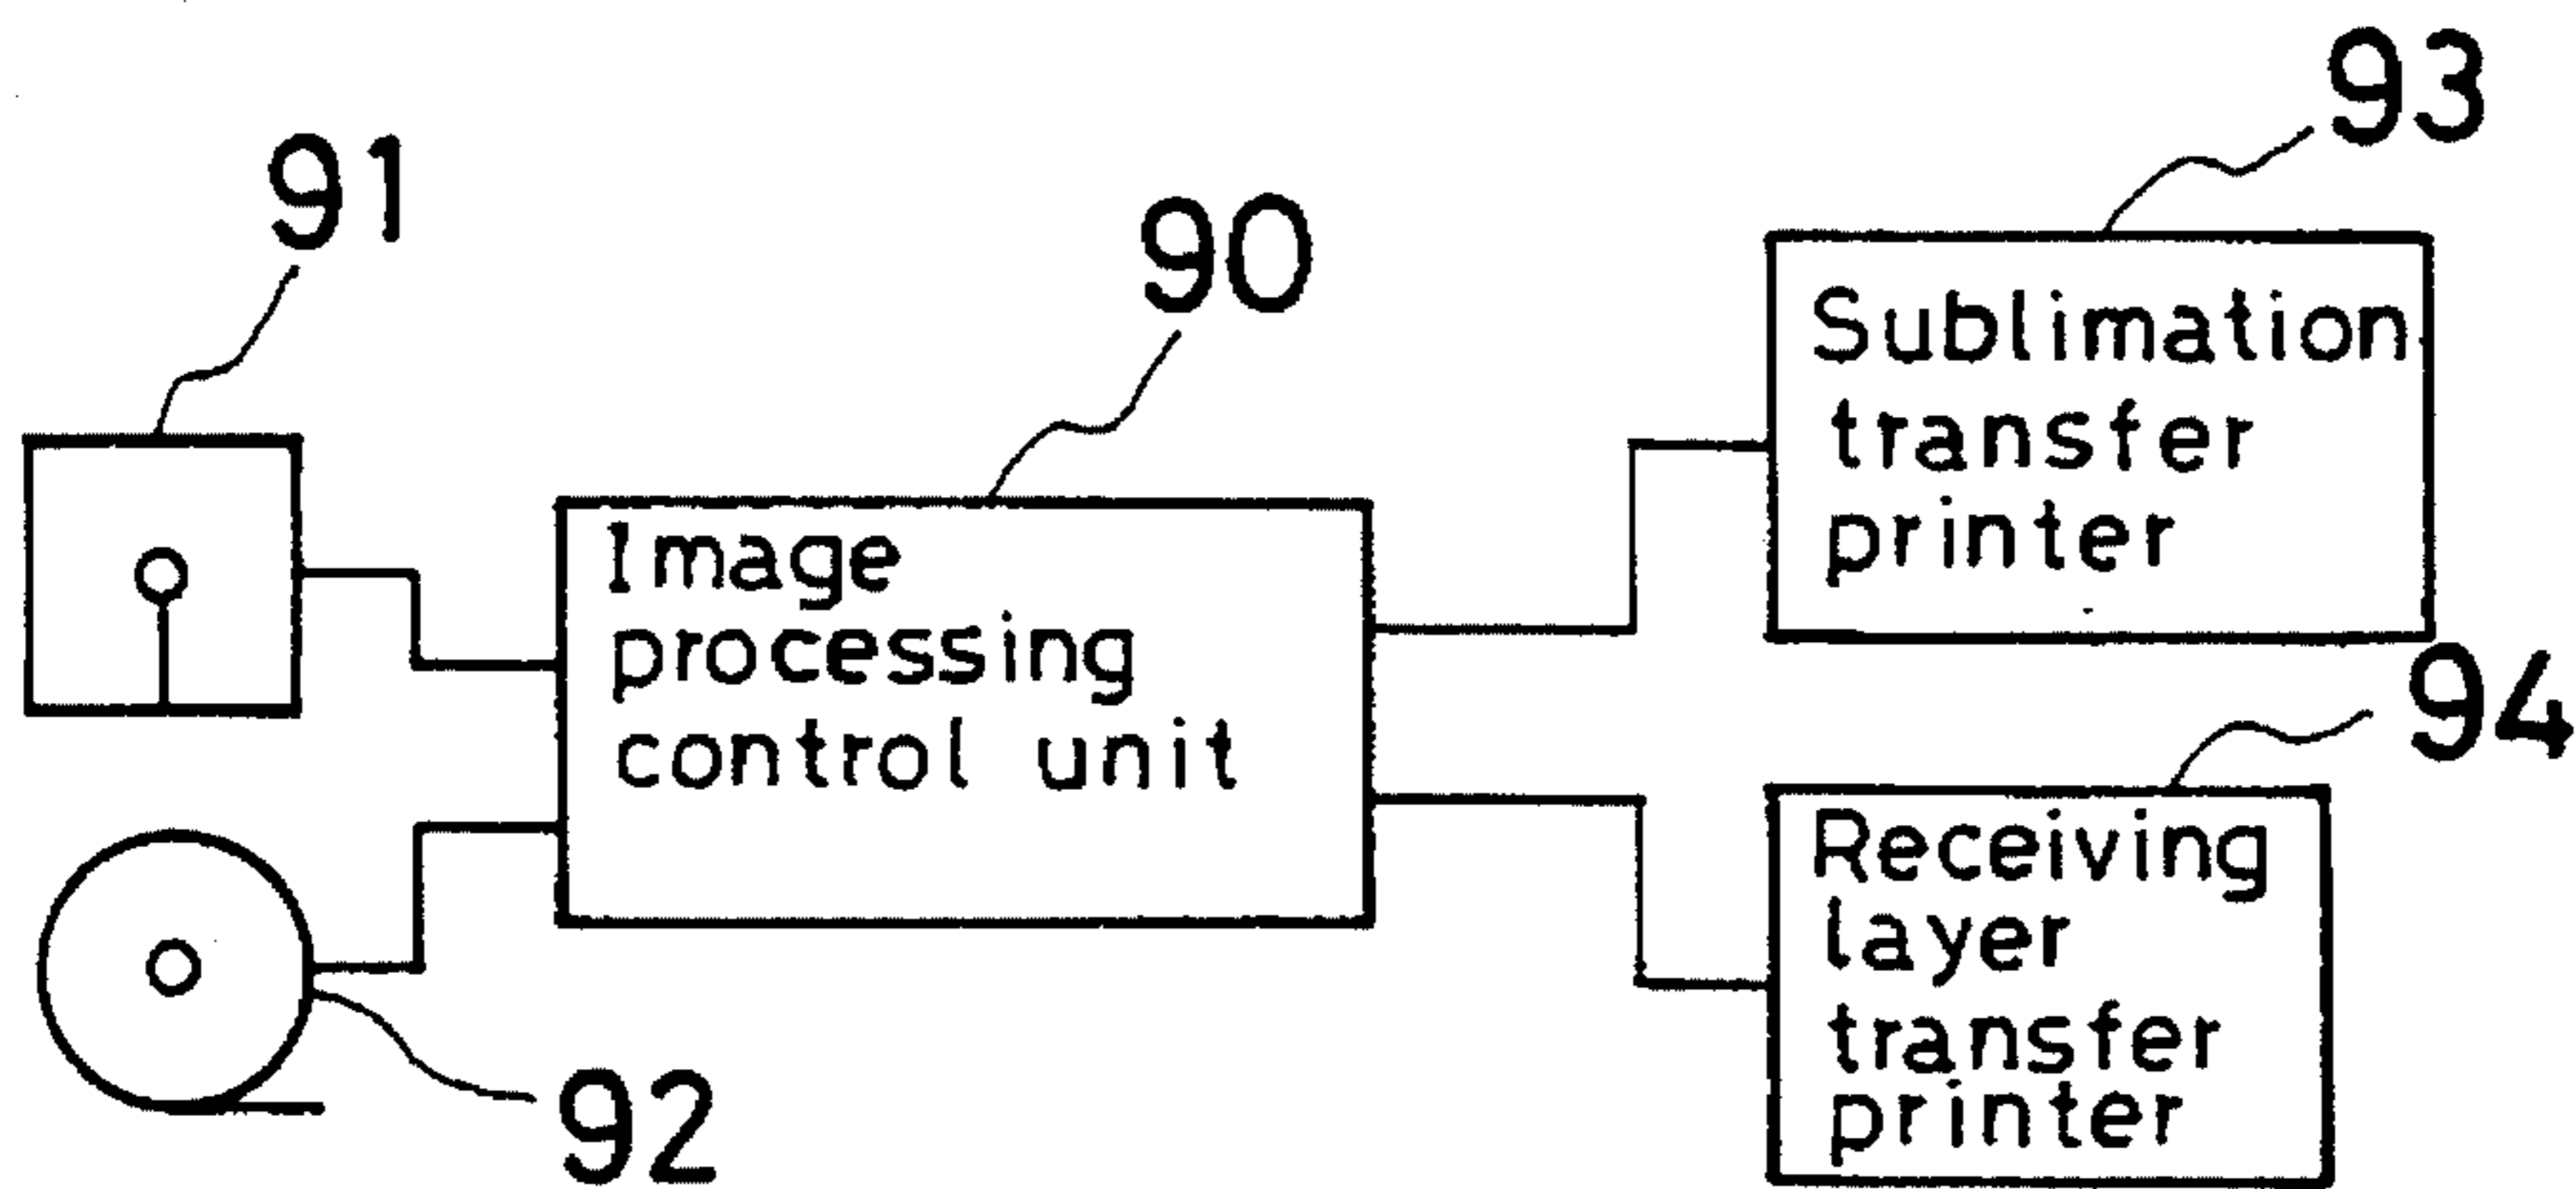 93
91
90
Sublimation
transfer
printer
Image
processing
control unit
94
Receiving
layer
transfer
printer
92